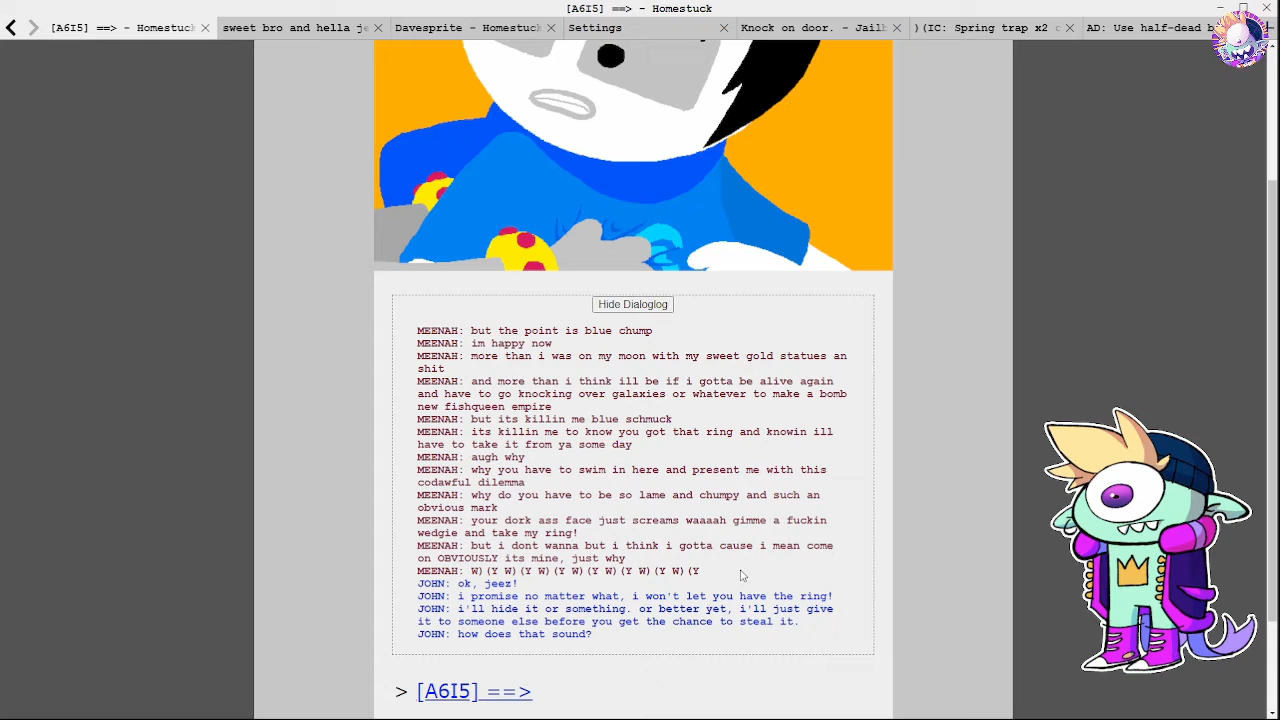 [A6I5] ==> - Homestuck
[A6I5] ==> - Homestuck
sweet bro and hella je
Davesprite - Homestuck
Settings
Knock on door. - Jailb
)(IC: Spring trap x2 c
AD: Use half-dead b
Hide Dialoglog
MEENAH: but the point is blue chump
MEENAH: im happy now
MEENAH: more than i was on my moon with my sweet gold statues an
shit
MEENAH: and more than i think ill be if i gotta be alive again
and have to go knocking over galaxies or whatever to make a bomb
new fishqueen empire
MEENAH: but its killin me blue schmuck
MEENAH: its killin me to know you got that ring and knowin ill
have to take it from ya some day
MEENAH: augh why
MEENAH: why you have to swim in here and present me with this
codawful dilemma
MEENAH: why do you have to be so lame and chumpy and such an
obvious mark
MEENAH: your dork ass face just screams waaaah gimme a fuckin
wedgie and take my ring!
MEENAH: but i dont wanna but i think i gotta cause i mean come
on OBVIOUSLY its mine, just why
MEENAH: W)(Y W)(Y W)(Y W)(Y W)(Y W)(Y W)(Y
JOHN: ok, jeez!
JOHN: i promise no matter what, i won't let you have the ring!
JOHN: i'll hide it or something. or better yet, i'll just give
it to someone else before you get the chance to steal it.
JOHN: how does that sound?
> [A6I5] ==>